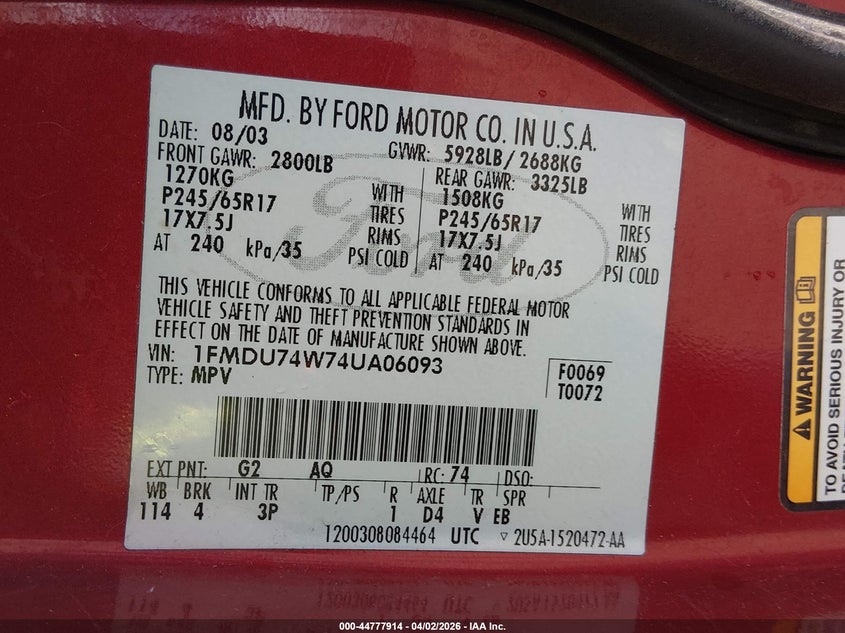 MFD. BY FORD MOTOR CO. IN U.S.A.
DATE: 08/03 GVWR: 5928LB/2688KG
FRONT GAWR: 2800LB REAR GAWR: 3325LB
1270KG WITH 1508KG WITH
P245/65R17 TIRES P245/65R17 TIRES
17X7.5J RIMS 17X7.5J RIMS
AT 240 kPa/35 PSI COLD AT 240 kPa/35 PSI COLD
Ford
THIS VEHICLE CONFORMS TO ALL APPLICABLE FEDERAL MOTOR
VEHICLE SAFETY AND THEFT PREVENTION STANDARDS IN
EFFECT ON THE DATE OF MANUFACTURE SHOWN ABOVE.
VIN: 1FMDU74W74UA06093 F0069
TYPE: MPV T0072
EXT PNT: G2 AQ RC: 74 DSO:
WB BRK INT TR TP/PS R AXLE TR SPR
114 4 3P 1 D4 V EB
1200308084464 UTC ▽ 2U5A-1520472-AA
WARNING
TO AVOID SERIOUS INJURY OR
000-44777914 - 04/02/2026 - IAA Inc.